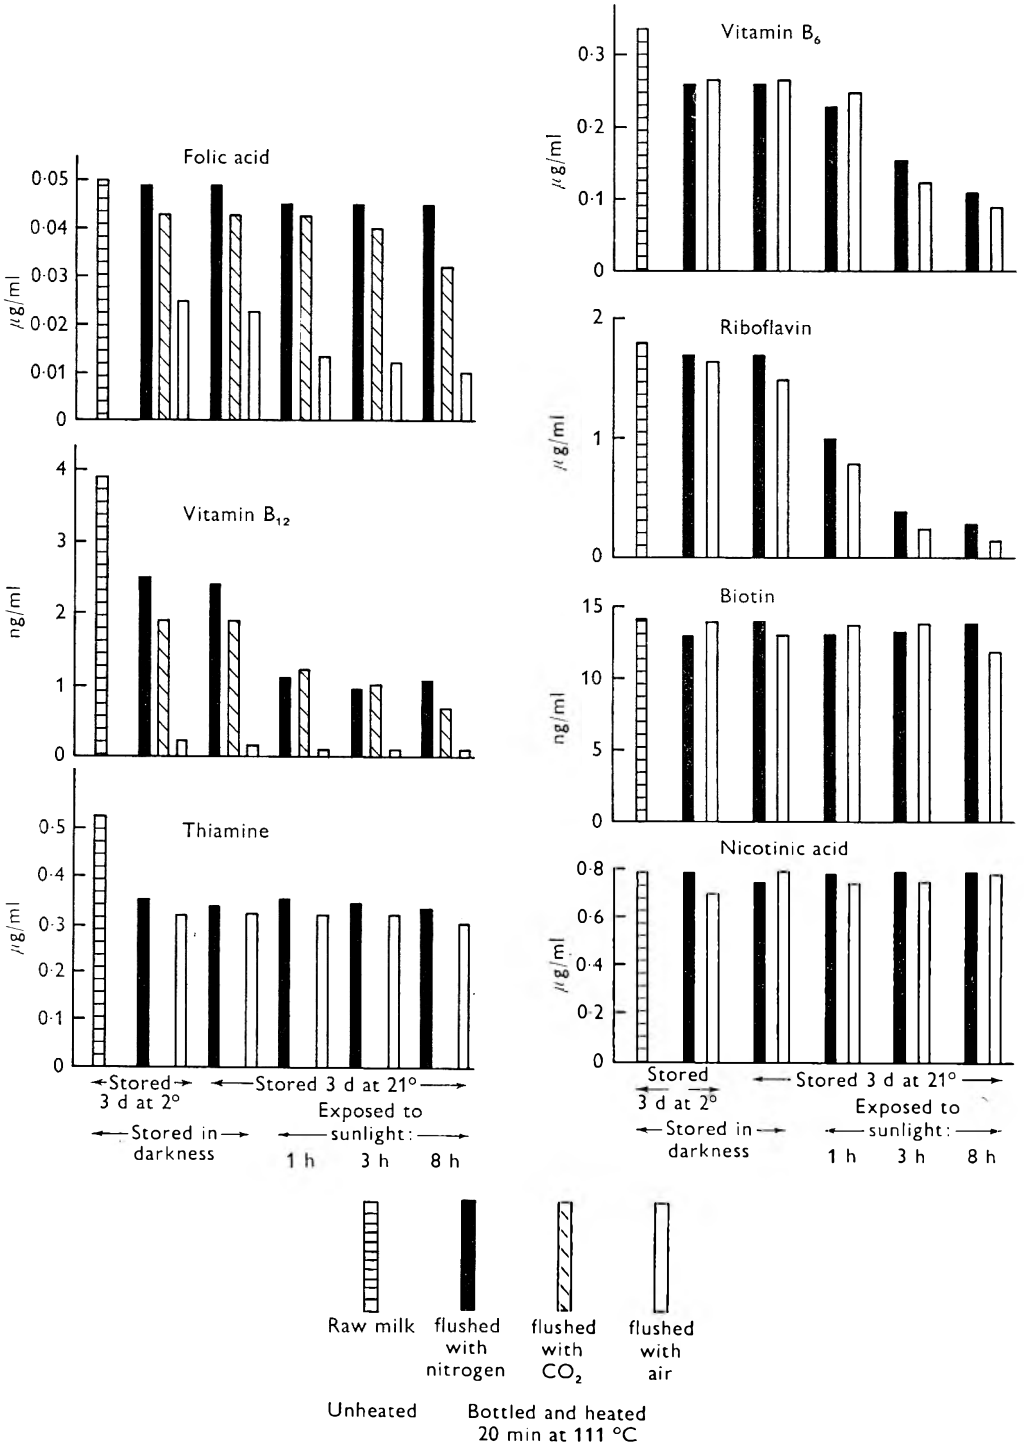 Folic acid
0·05
0·04
0·03
0·02
0·01
0
μg/ml
Vitamin B₁₂
4
3
2
1
0
ng/ml
Thiamine
0·5
0·4
0·3
0·2
0·1
0
μg/ml
Stored
3 d at 2°
Stored 3 d at 21°
Exposed to
Stored in
sunlight:
darkness
1 h
3 h
8 h
Vitamin B₆
0·3
0·2
0·1
0
μg/ml
Riboflavin
2
1
0
μg/ml
Biotin
15
10
5
0
ng/ml
Nicotinic acid
0·8
0·6
0·4
0·2
0
μg/ml
Stored
3 d at 2°
Stored 3 d at 21°
Exposed to
Stored in
sunlight:
darkness
1 h
3 h
8 h
Raw milk
flushed
with
nitrogen
flushed
with
CO₂
flushed
with
air
Unheated
Bottled and heated
20 min at 111 °C